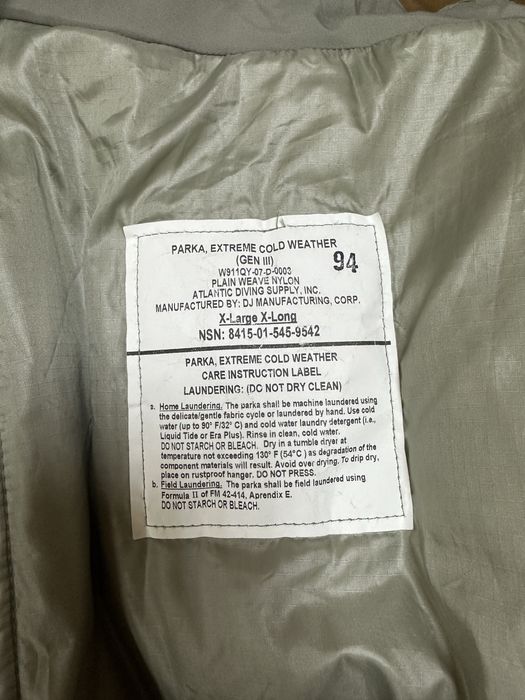 PARKA, EXTREME COLD WEATHER
(GEN III)
94
W911QY-07-D-0003
PLAIN WEAVE NYLON
ATLANTIC DIVING SUPPLY, INC.
MANUFACTURED BY: DJ MANUFACTURING, CORP.
X-Large X-Long
NSN: 8415-01-545-9542
PARKA, EXTREME COLD WEATHER
CARE INSTRUCTION LABEL
LAUNDERING: (DC NOT DRY CLEAN)
a. Home Laundering. The parka shall be machine laundered using
the delicate/gentle fabric cycle or laundered by hand. Use cold
water (up to 90° F/32° C) and cold water laundry detergent (i.e.,
Liquid Tide or Era Plus). Rinse in clean, cold water.
DO NOT STARCH OR BLEACH. Dry in a tumble dryer at
temperature not exceeding 130° F (54°C) as degradation of the
component materials will result. Avoid over drying. To drip dry,
place on rustproof hanger. DO NOT PRESS.
b. Field Laundering. The parka shall be field laundered using
Formula II of FM 42-414, Aprendix E.
DO NOT STARCH OR BLEACH.